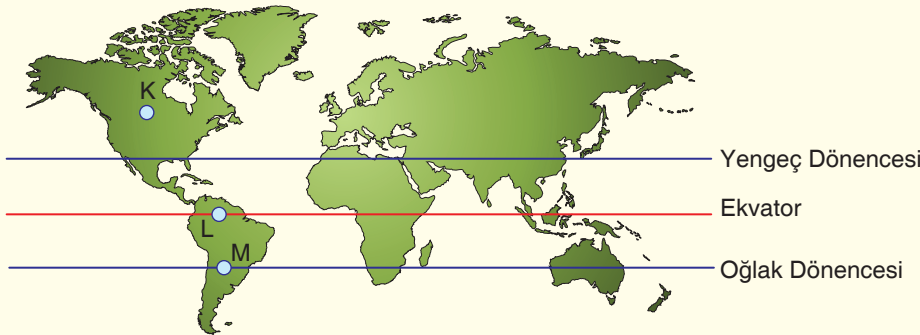 K
Yengeç Dönencesi
Ekvator
L
M
Oğlak Dönencesi